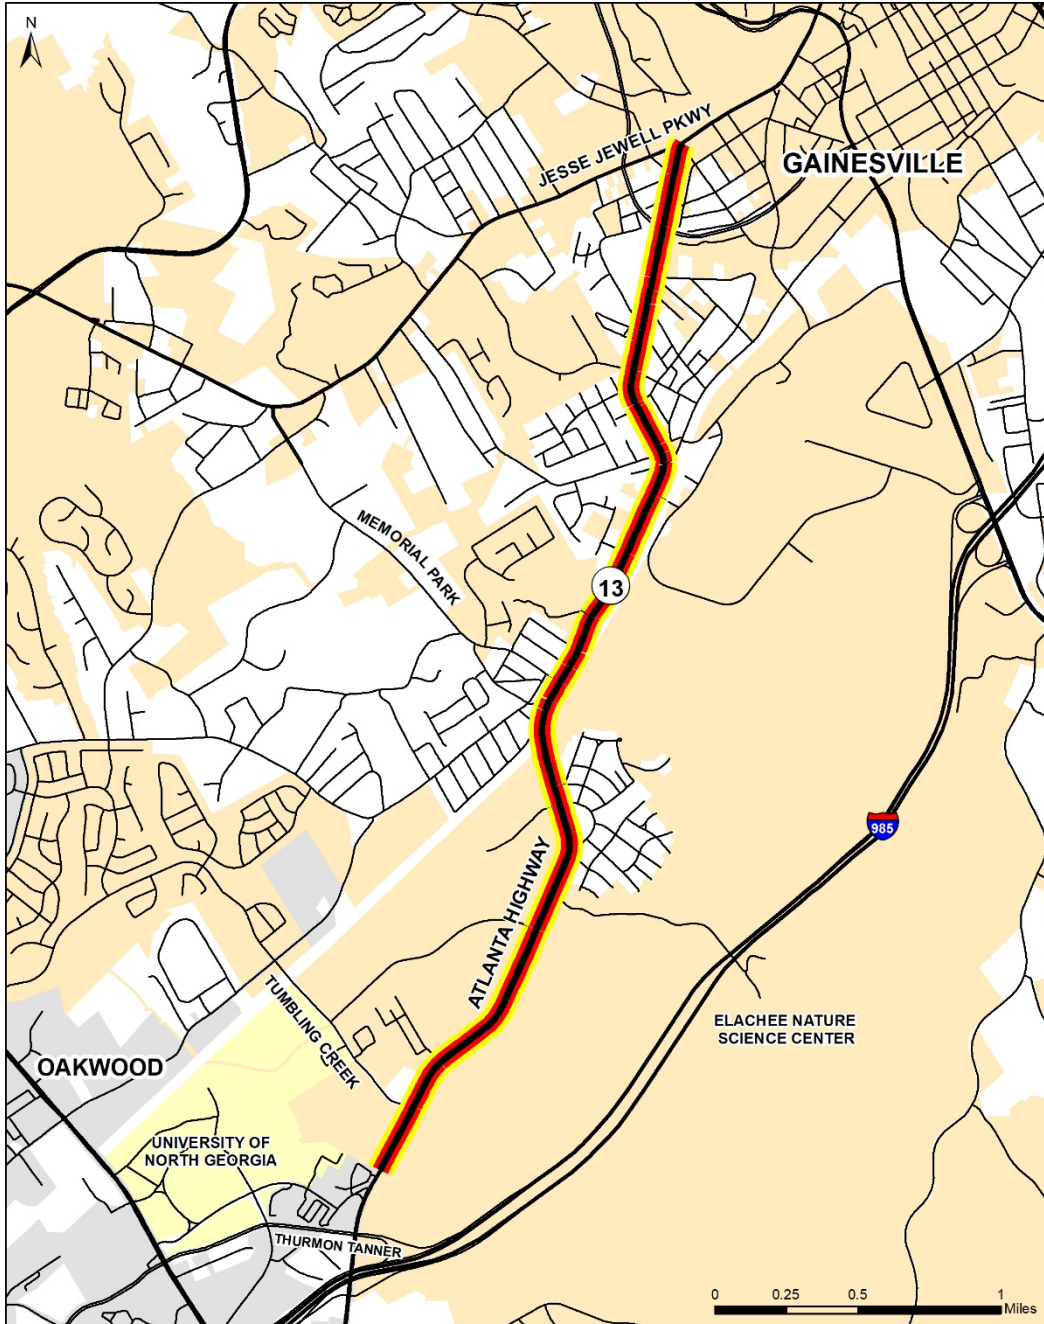 N
JESSE JEWELL PKWY
GAINESVILLE
MEMORIAL PARK
13
985
ATLANTA HIGHWAY
TUMBLING CREEK
ELACHEE NATURE
SCIENCE CENTER
OAKWOOD
UNIVERSITY OF
NORTH GEORGIA
THURMON TANNER
0 0.25 0.5 1
Miles